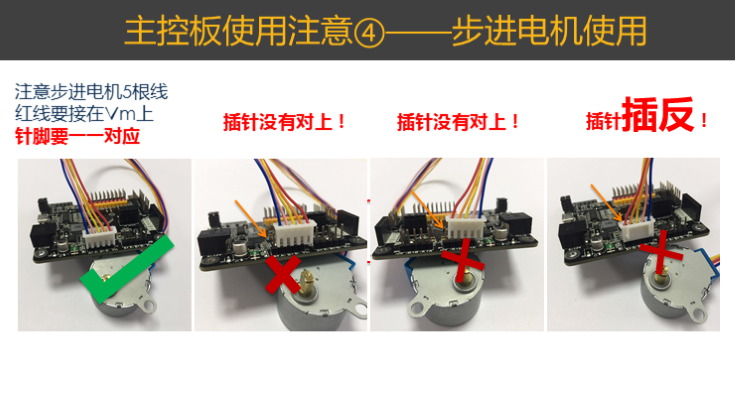 主控板使用注意④——步进电机使用
注意步进电机5根线
红线要接在Vm上
针脚要一一对应
插针没有对上！
插针没有对上！
插针插反！